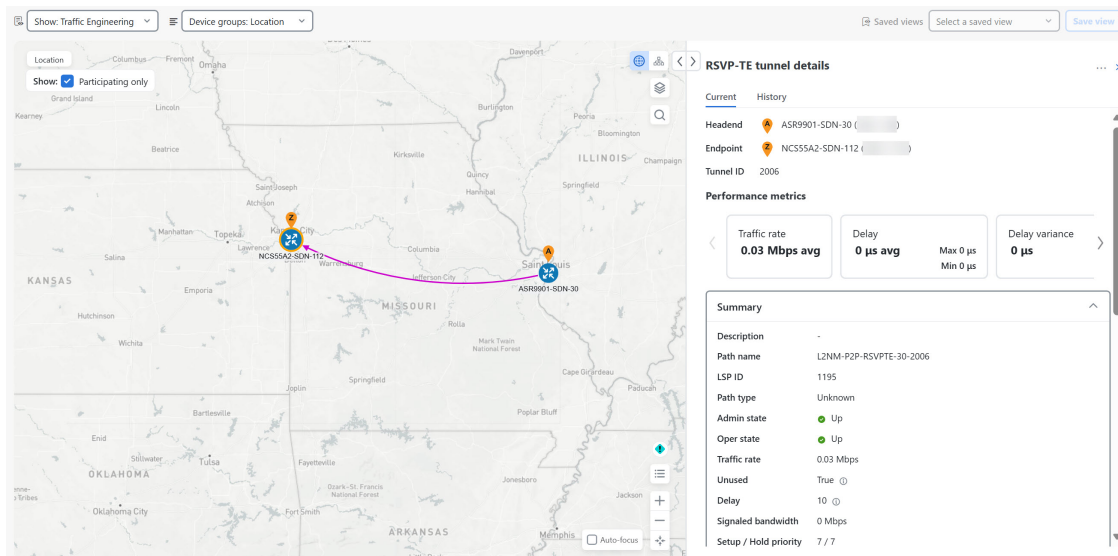 Show: Traffic Engineering
Device groups: Location
Saved views
Select a saved view
Save view
Location
Show: Participating only
Columbus
Fremont
Omaha
Davenport
Grand Island
Kearney
Lincoln
Burlington
Peoria
Bloomington
Beatrice
Kirksville
ILLINOIS
Champaign
Quincy
Hannibal
Springfield
Saint Joseph
Atchison
Z
Manhattan
Topeka
Lawrence
NCS55A2-SDN-112
Warrensburg
Columbia
A
ASR9901-SDN-30
Salina
Jefferson City
KANSAS
Emporia
MISSOURI
Hutchinson
Rolla
Wichita
Mark Twain
National Forest
Cape Girardeau
Springfield
Joplin
Paducah
Bartlesville
Poplar Bluff
Enid
Stillwater
Tulsa
Fayetteville
OKLAHOMA
Ozark-St. Francis
National Forest
Jonesboro
Jackson
Oklahoma City
Fort Smith
ARKANSAS
Memphis
Auto-focus
RSVP-TE tunnel details
Current
History
Headend A ASR9901-SDN-30 ( )
Endpoint Z NCS55A2-SDN-112 ( )
Tunnel ID 2006
Performance metrics
Traffic rate
0.03 Mbps avg
Delay
0 µs avg
Max 0 µs
Min 0 µs
Delay variance
0 µs
Summary
Description -
Path name L2NM-P2P-RSVPTE-30-2006
LSP ID 1195
Path type Unknown
Admin state Up
Oper state Up
Traffic rate 0.03 Mbps
Unused True
Delay 10
Signaled bandwidth 0 Mbps
Setup / Hold priority 7 / 7